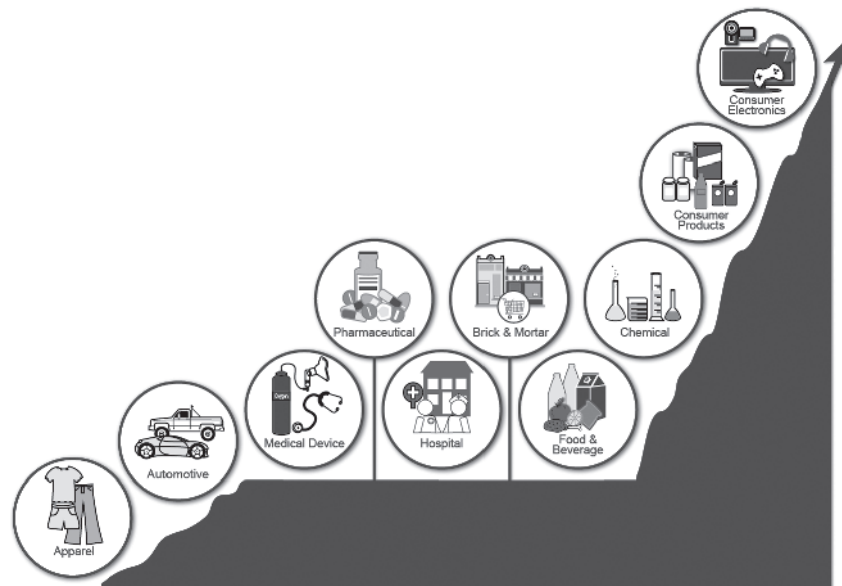 Consumer
Electronics
Consumer
Products
Pharmaceutical
Brick & Mortar
Chemical
Medical Device
Hospital
Food &
Beverage
Automotive
Apparel